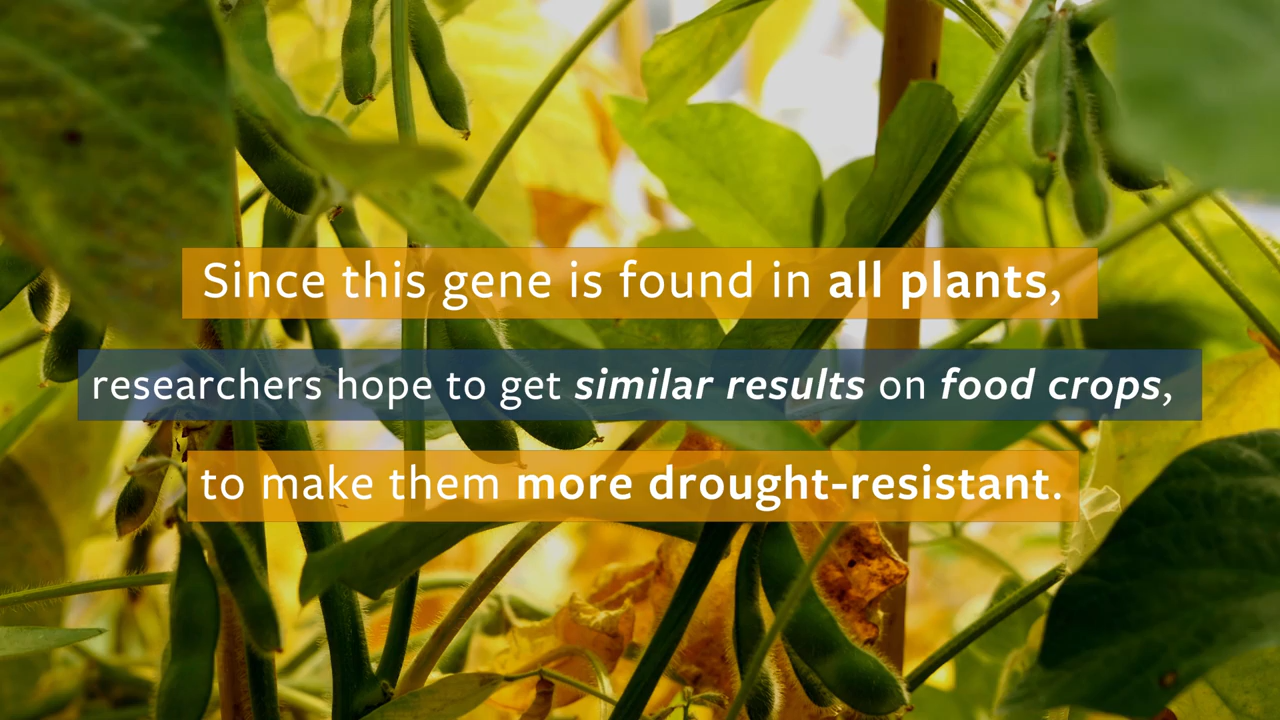 Since this gene is found in all plants,
researchers hope to get similar results on food crops,
to make them more drought-resistant.